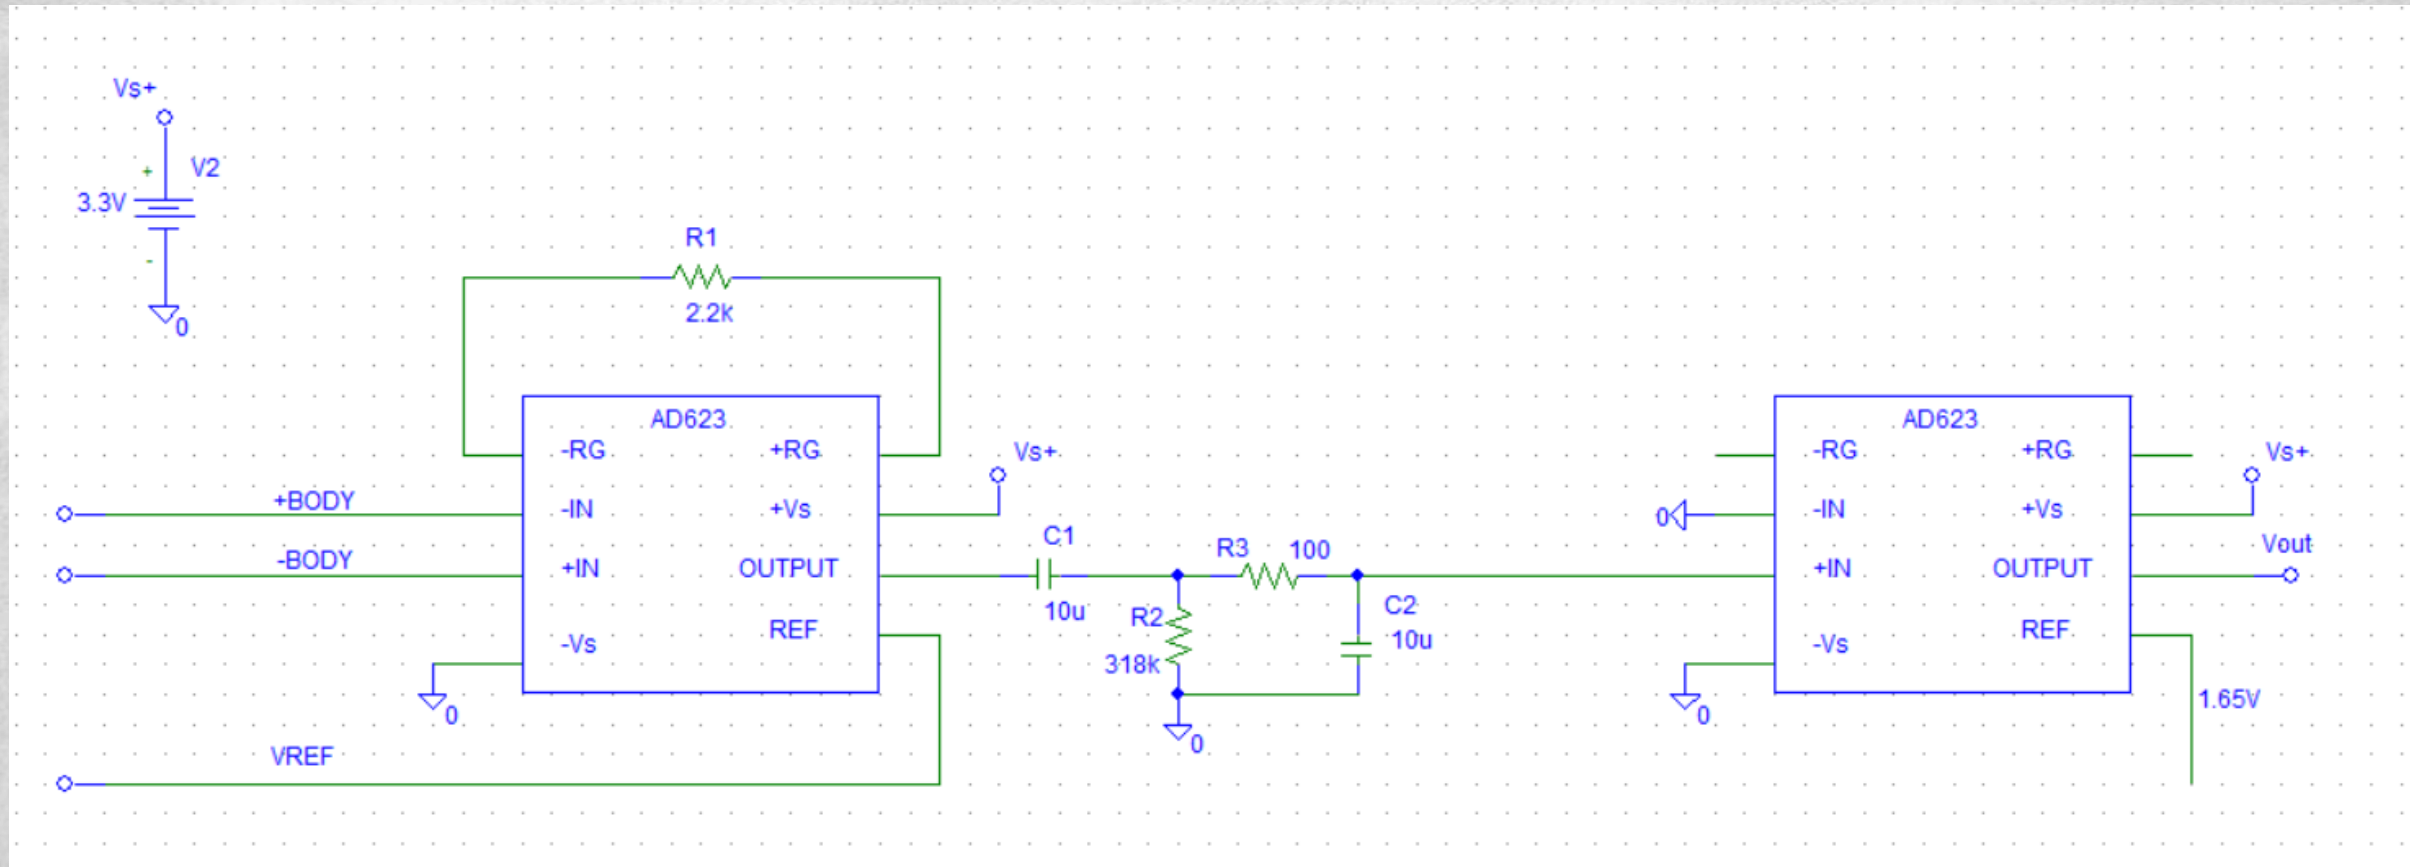 Vs+
+
V2
3.3V
-
0
R1
2.2k
AD623
-RG
+RG
-IN
+Vs
+IN
OUTPUT
-Vs
REF
Vs+
+BODY
-BODY
0
VREF
C1
10u
R2
318k
R3
100
C2
10u
0
AD623
-RG
+RG
-IN
+Vs
+IN
OUTPUT
-Vs
REF
0
0
Vs+
Vout
1.65V